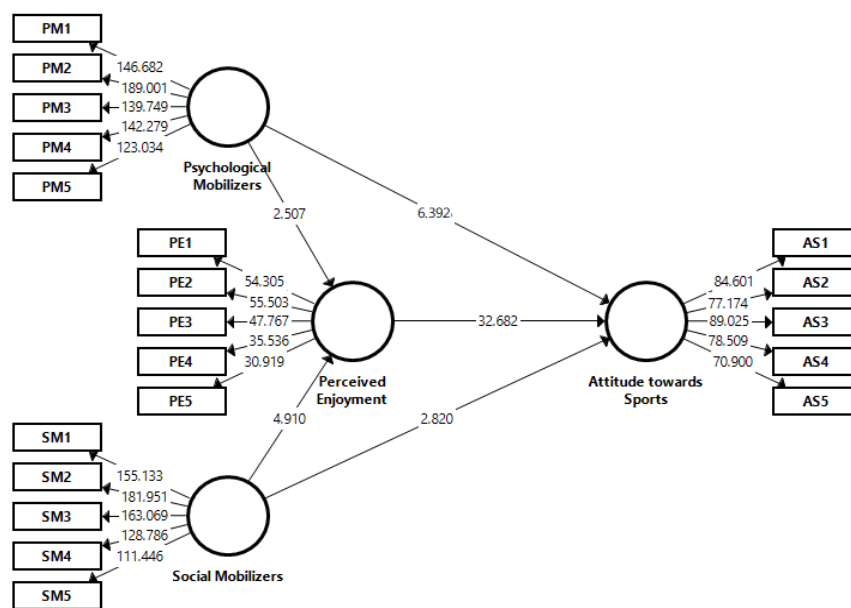 PM1
146.682
PM2
189.001
PM3
139.749
142.279
PM4
123.034
PM5
Psychological
Mobilizers
2.507
6.392
PE1
54.305
PE2
55.503
PE3
47.767
35.536
PE4
30.919
PE5
Perceived
Enjoyment
32.682
AS1
84.601
AS2
77.174
AS3
89.025
78.509
AS4
70.900
AS5
Attitude towards
Sports
4.910
2.820
SM1
155.133
SM2
181.951
SM3
163.069
128.786
SM4
111.446
SM5
Social Mobilizers